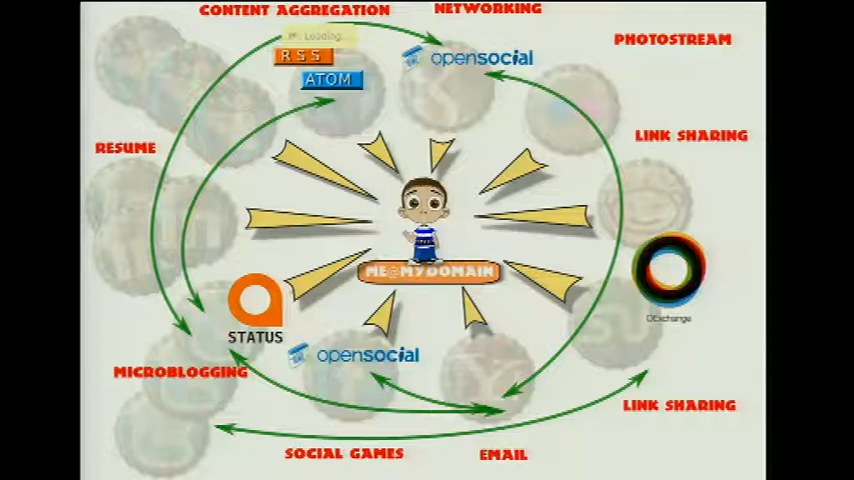 CONTENT AGGREGATION
NETWORKING
PHOTOSTREAM
Loading...
RSS
opensocial
ATOM
LINK SHARING
RESUME
ME@MYDOMAIN
OExchange
STATUS
opensocial
MICROBLOGGING
LINK SHARING
SOCIAL GAMES
EMAIL